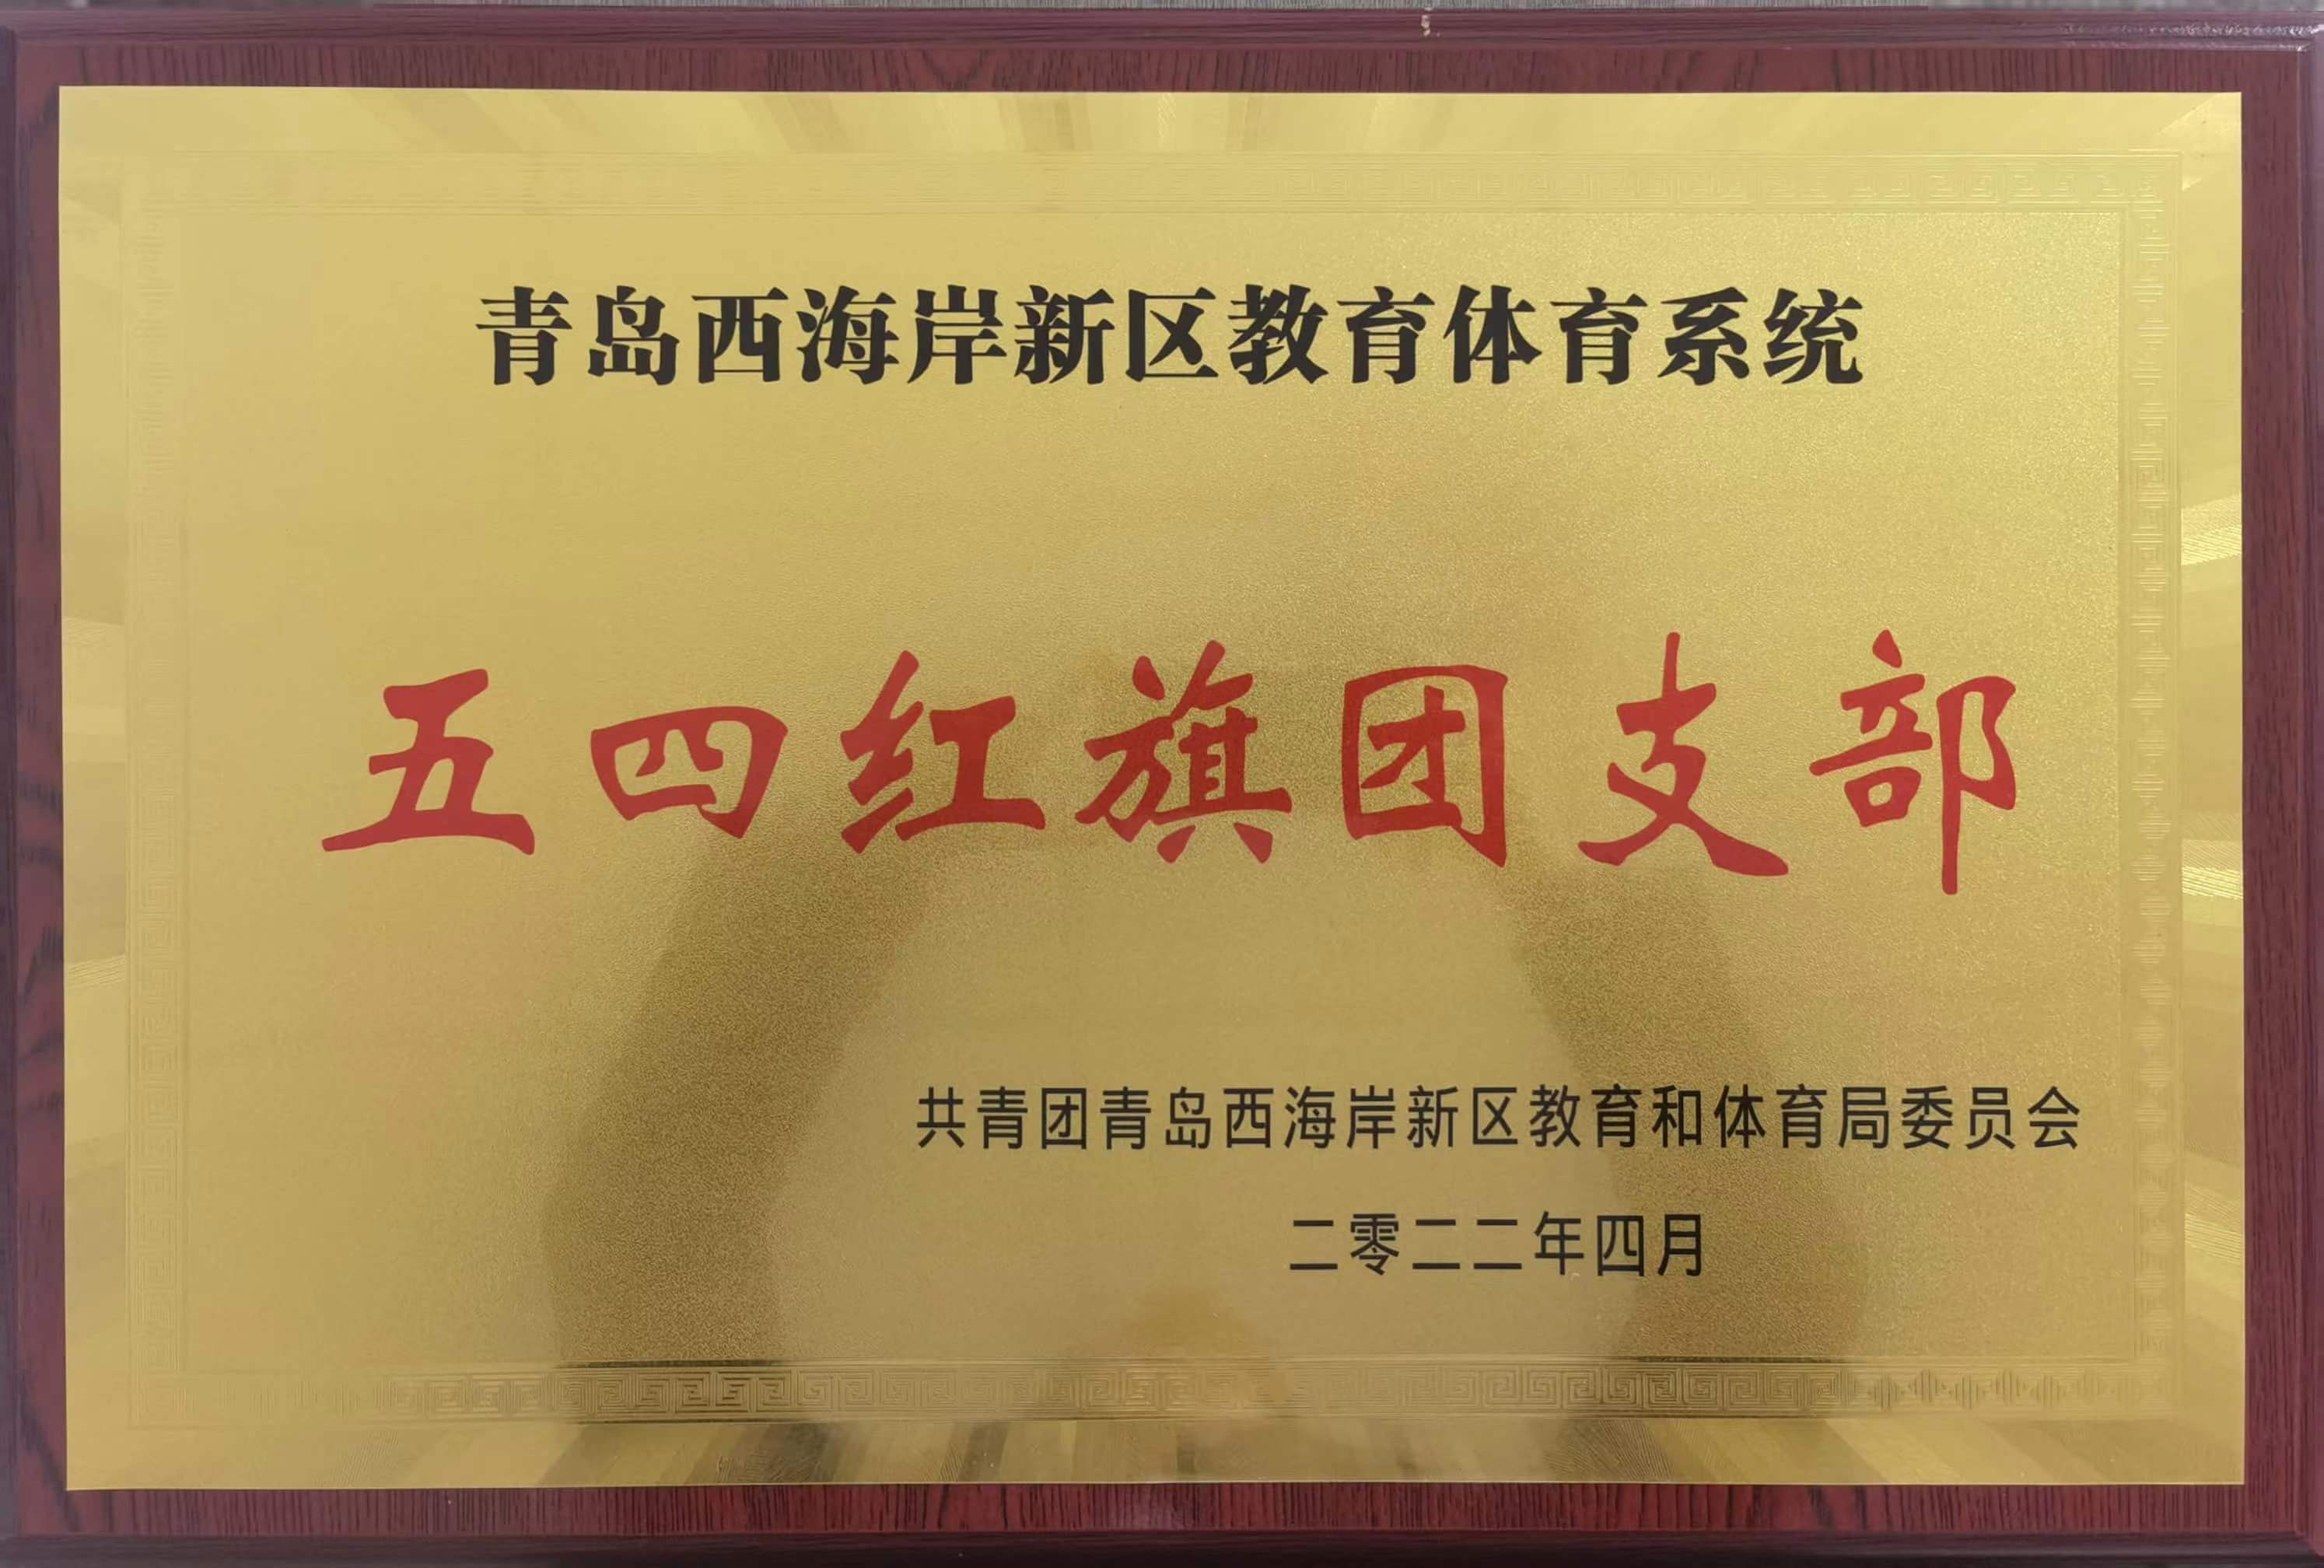 青岛西海岸新区教育体育系统
五四红旗团支部
共青团青岛西海岸新区教育和体育局委员会
二零二二年四月